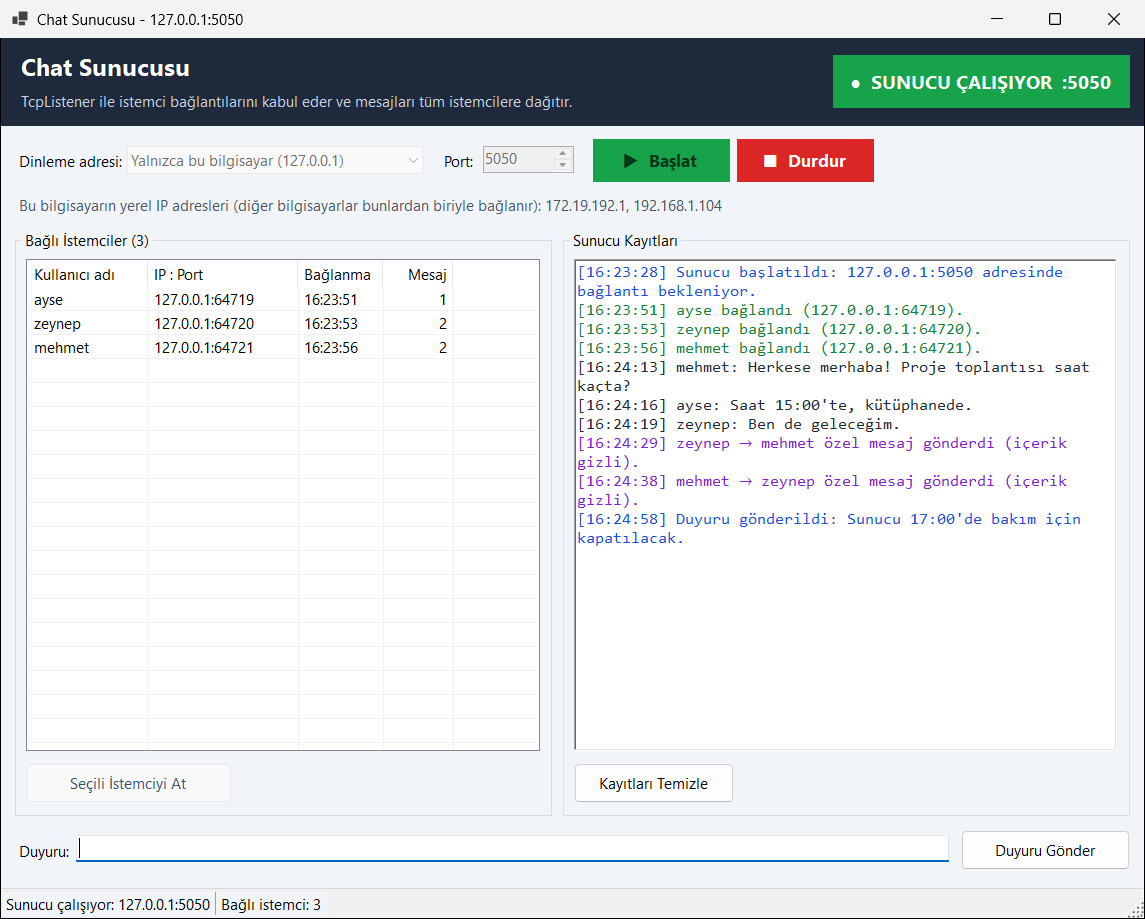 Chat Sunucusu - 127.0.0.1:5050
Chat Sunucusu
TcpListener ile istemci bağlantılarını kabul eder ve mesajları tüm istemcilere dağıtır.
● SUNUCU ÇALIŞIYOR :5050
Dinleme adresi: Yalnızca bu bilgisayar (127.0.0.1) Port: 5050 ▶ Başlat ■ Durdur
Bu bilgisayarın yerel IP adresleri (diğer bilgisayarlar bunlardan biriyle bağlanır): 172.19.192.1, 192.168.1.104
Bağlı İstemciler (3)
Kullanıcı adı IP : Port Bağlanma Mesaj
ayse 127.0.0.1:64719 16:23:51 1
zeynep 127.0.0.1:64720 16:23:53 2
mehmet 127.0.0.1:64721 16:23:56 2
Seçili İstemciyi At
Sunucu Kayıtları
[16:23:28] Sunucu başlatıldı: 127.0.0.1:5050 adresinde
bağlantı bekleniyor.
[16:23:51] ayse bağlandı (127.0.0.1:64719).
[16:23:53] zeynep bağlandı (127.0.0.1:64720).
[16:23:56] mehmet bağlandı (127.0.0.1:64721).
[16:24:13] mehmet: Herkese merhaba! Proje toplantısı saat
kaçta?
[16:24:16] ayse: Saat 15:00'te, kütüphanede.
[16:24:19] zeynep: Ben de geleceğim.
[16:24:29] zeynep → mehmet özel mesaj gönderdi (içerik
gizli).
[16:24:38] mehmet → zeynep özel mesaj gönderdi (içerik
gizli).
[16:24:58] Duyuru gönderildi: Sunucu 17:00'de bakım için
kapatılacak.
Kayıtları Temizle
Duyuru:
Duyuru Gönder
Sunucu çalışıyor: 127.0.0.1:5050 Bağlı istemci: 3